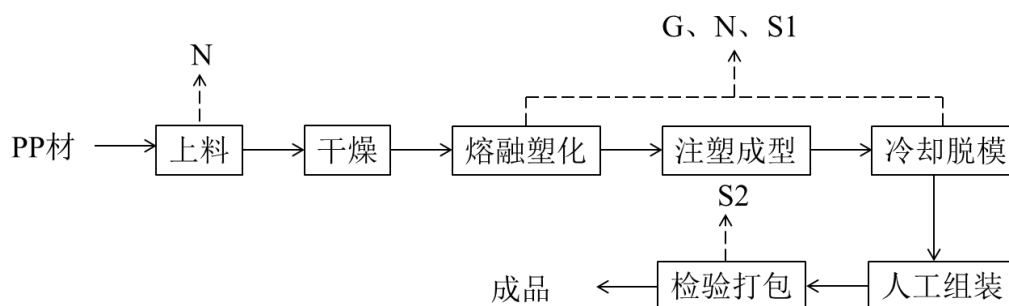 G、N、S1
N
PP材
上料
干燥
熔融塑化
注塑成型
冷却脱模
S2
成品
检验打包
人工组装